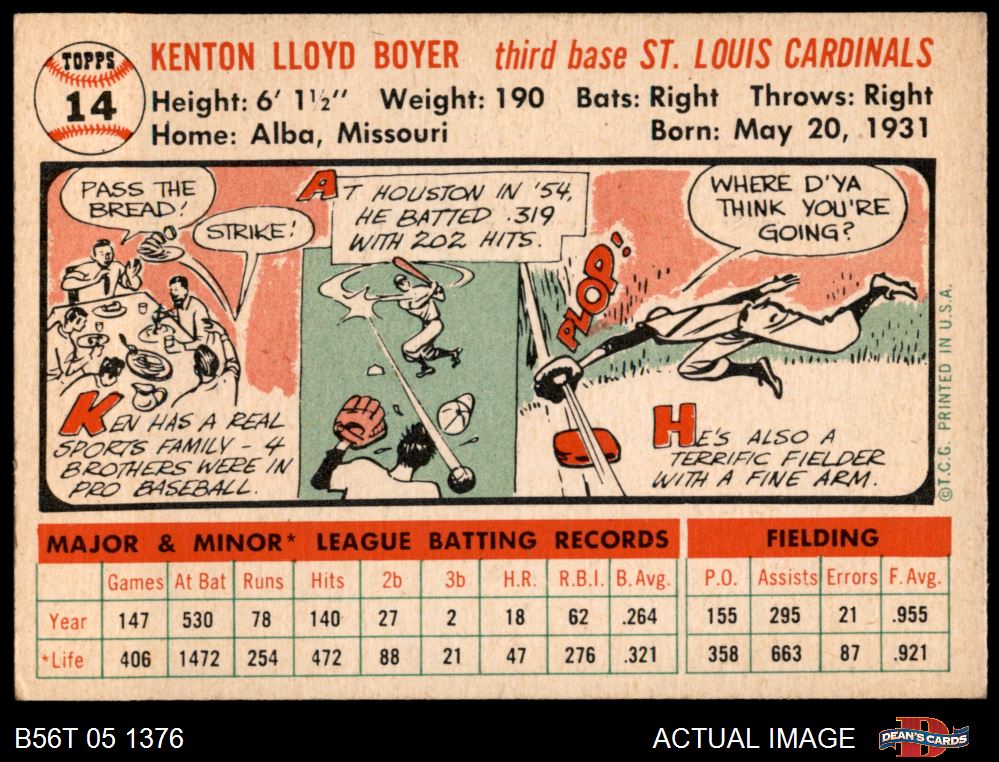 TOPPS
14
KENTON LLOYD BOYER third base ST. LOUIS CARDINALS
Height: 6' 1½" Weight: 190 Bats: Right Throws: Right
Home: Alba, Missouri Born: May 20, 1931
PASS THE
BREAD!
STRIKE!
KEN HAS A REAL
SPORTS FAMILY – 4
BROTHERS WERE IN
PRO BASEBALL.
AT HOUSTON IN '54,
HE BATTED .319
WITH 202 HITS.
WHERE D'YA
THINK YOU'RE
GOING?
PLOP!
HE'S ALSO A
TERRIFIC FIELDER
WITH A FINE ARM.
©T.C.G. PRINTED IN U.S.A.
MAJOR & MINOR* LEAGUE BATTING RECORDS FIELDING
Games At Bat Runs Hits 2b 3b H.R. R.B.I. B. Avg. P.O. Assists Errors F. Avg.
Year 147 530 78 140 27 2 18 62 .264 155 295 21 .955
*Life 406 1472 254 472 88 21 47 276 .321 358 663 87 .921
B56T 05 1376 ACTUAL IMAGE
D
DEAN'S CARDS